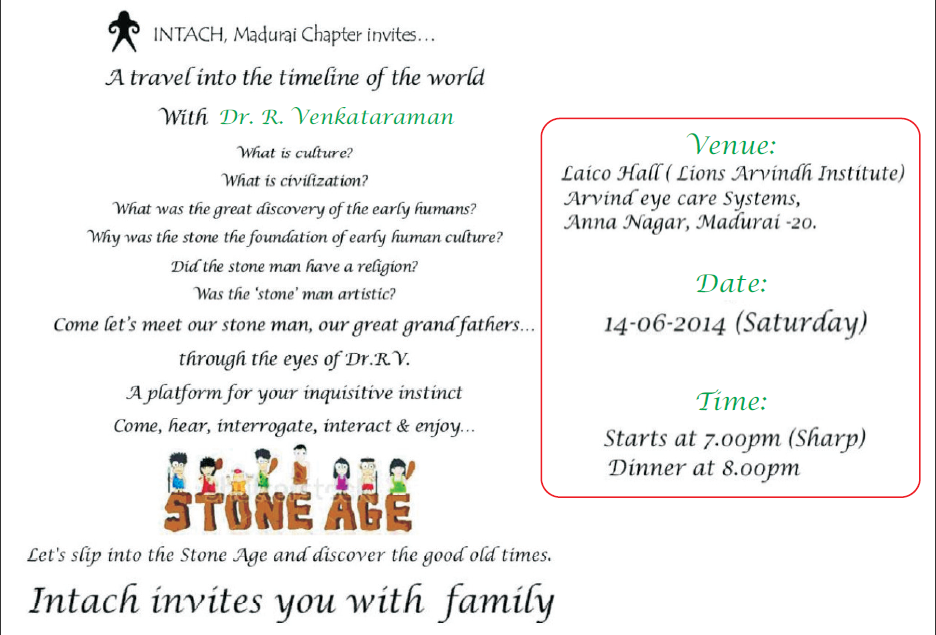 INTACH, Madurai Chapter invites...
A travel into the timeline of the world
With Dr. R. Venkataraman
What is culture?
What is civilization?
What was the great discovery of the early humans?
Why was the stone the foundation of early human culture?
Did the stone man have a religion?
Was the ‘stone’ man artistic?
Come let’s meet our stone man, our great grand fathers...
through the eyes of Dr.R.V.
A platform for your inquisitive instinct
Come, hear, interrogate, interact & enjoy...
STONE AGE
Let's slip into the Stone Age and discover the good old times.
Intach invites you with family
Venue:
Laico Hall ( Lions Arvindh Institute)
Arvind eye care Systems,
Anna Nagar, Madurai -20.
Date:
14-06-2014 (Saturday)
Time:
Starts at 7.00pm (Sharp)
Dinner at 8.00pm